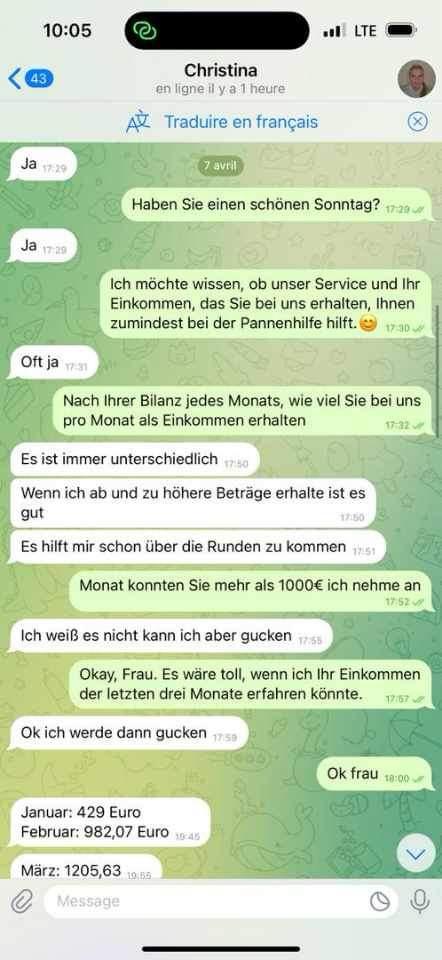 10:05
LTE
43
Christina
en ligne il y a 1 heure
Traduire en français
Ja 17:29
7 avril
Haben Sie einen schönen Sonntag? 17:29
Ja 17:29
Ich möchte wissen, ob unser Service und Ihr
Einkommen, das Sie bei uns erhalten, Ihnen
zumindest bei der Pannenhilfe hilft.😊 17:30
Oft ja 17:31
Nach Ihrer Bilanz jedes Monats, wie viel Sie bei uns
pro Monat als Einkommen erhalten 17:32
Es ist immer unterschiedlich 17:50
Wenn ich ab und zu höhere Beträge erhalte ist es
gut 17:50
Es hilft mir schon über die Runden zu kommen 17:51
Monat konnten Sie mehr als 1000€ ich nehme an
17:52
Ich weiß es nicht kann ich aber gucken 17:55
Okay, Frau. Es wäre toll, wenn ich Ihr Einkommen
der letzten drei Monate erfahren könnte. 17:57
Ok ich werde dann gucken 17:59
Ok frau 18:00
Januar: 429 Euro
Februar: 982,07 Euro 19:45
März: 1205,63 19:55
Message